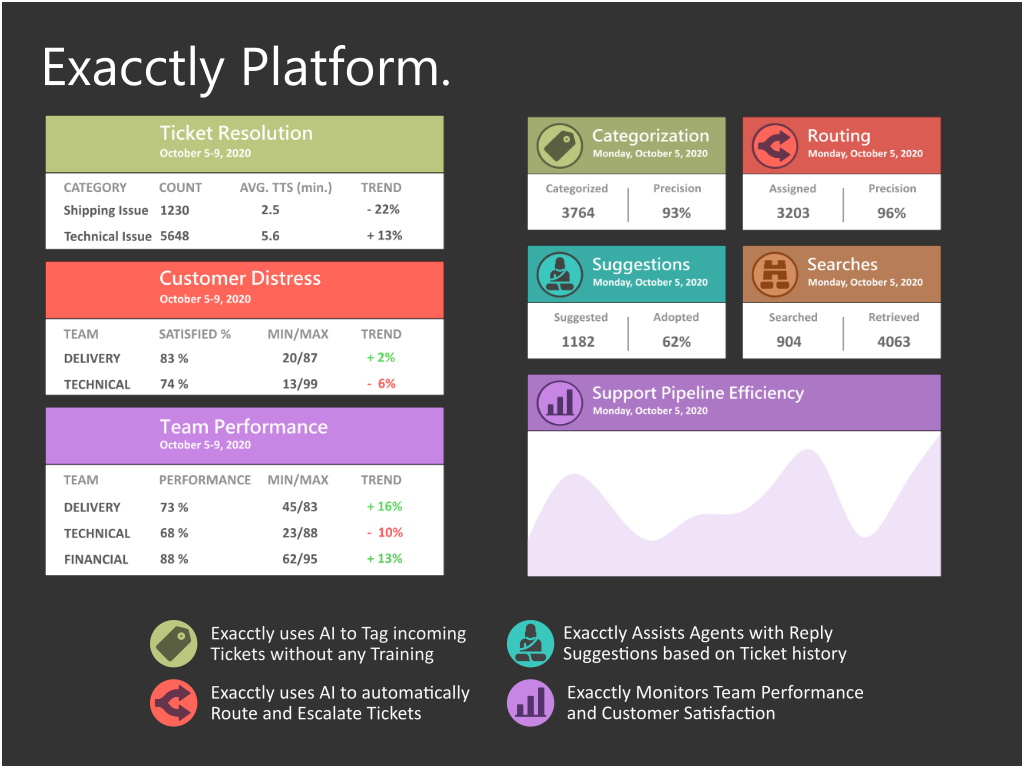 Exacctly Platform.
Ticket Resolution
October 5-9, 2020
CATEGORY COUNT AVG. TTS (min.) TREND
Shipping Issue 1230 2.5 - 22%
Technical Issue 5648 5.6 + 13%
Customer Distress
October 5-9, 2020
TEAM SATISFIED % MIN/MAX TREND
DELIVERY 83 % 20/87 + 2%
TECHNICAL 74 % 13/99 - 6%
Team Performance
October 5-9, 2020
TEAM PERFORMANCE MIN/MAX TREND
DELIVERY 73 % 45/83 + 16%
TECHNICAL 68 % 23/88 - 10%
FINANCIAL 88 % 62/95 + 13%
Categorization
Monday, October 5, 2020
Categorized Precision
3764 93%
Routing
Monday, October 5, 2020
Assigned Precision
3203 96%
Suggestions
Monday, October 5, 2020
Suggested Adopted
1182 62%
Searches
Monday, October 5, 2020
Searched Retrieved
904 4063
Support Pipeline Efficiency
Monday, October 5, 2020
Exacctly uses AI to Tag incoming
Tickets without any Training
Exacctly uses AI to automatically
Route and Escalate Tickets
Exacctly Assists Agents with Reply
Suggestions based on Ticket history
Exacctly Monitors Team Performance
and Customer Satisfaction